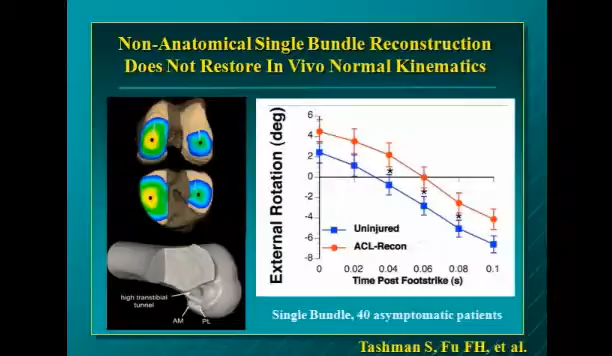 Non-Anatomical Single Bundle Reconstruction
Does Not Restore In Vivo Normal Kinematics
External Rotation (deg)
6
4
2
0
-2
-4
-6
-8
*
*
*
Uninjured
ACL-Recon
0
0.02
0.04
0.06
0.08
0.1
Time Post Footstrike (s)
high transtibial
tunnel
AM
PL
Single Bundle, 40 asymptomatic patients
Tashman S, Fu FH, et al.